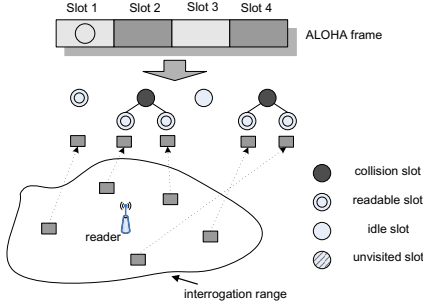 Slot 1 Slot 2 Slot 3 Slot 4
ALOHA frame
collision slot
readable slot
idle slot
unvisited slot
reader
interrogation range